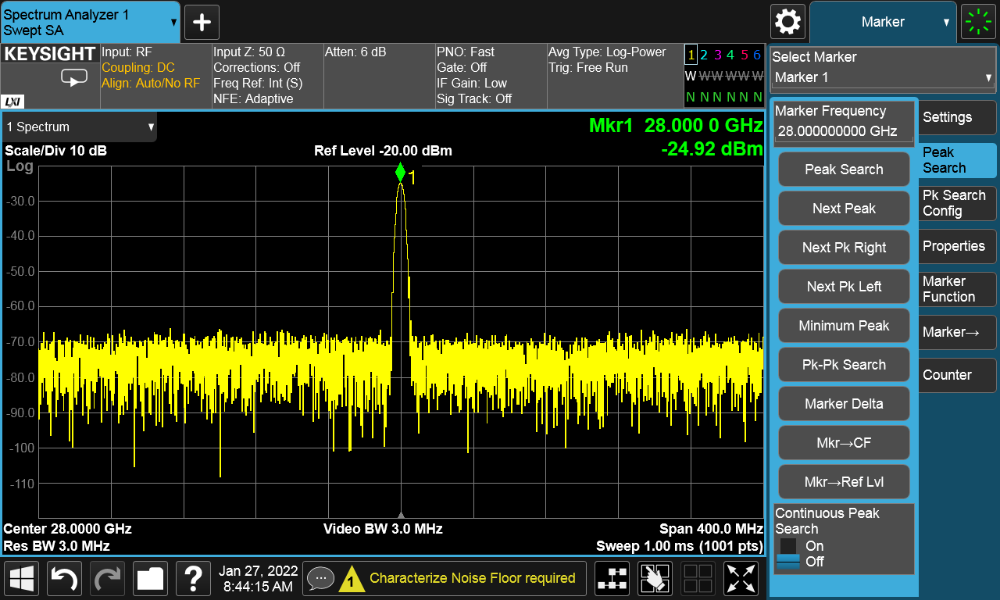 Spectrum Analyzer 1
Swept SA
Marker
KEYSIGHT
LXI
Input: RF
Coupling: DC
Align: Auto/No RF
Input Z: 50 Ω
Corrections: Off
Freq Ref: Int (S)
NFE: Adaptive
Atten: 6 dB
PNO: Fast
Gate: Off
IF Gain: Low
Sig Track: Off
Avg Type: Log-Power
Trig: Free Run
1 2 3 4 5 6
W W W W W W
N N N N N N
1 Spectrum
Mkr1 28.000 0 GHz
-24.92 dBm
Scale/Div 10 dB
Ref Level -20.00 dBm
Log
1
-30.0
-40.0
-50.0
-60.0
-70.0
-80.0
-90.0
-100
-110
Center 28.0000 GHz
Video BW 3.0 MHz
Span 400.0 MHz
Res BW 3.0 MHz
Sweep 1.00 ms (1001 pts)
Select Marker
Marker 1
Marker Frequency
28.000000000 GHz
Peak Search
Next Peak
Next Pk Right
Next Pk Left
Minimum Peak
Pk-Pk Search
Marker Delta
Mkr→CF
Mkr→Ref Lvl
Continuous Peak
Search
On
Off
Settings
Peak
Search
Pk Search
Config
Properties
Marker
Function
Marker→
Counter
?
Jan 27, 2022
8:44:15 AM
1
Characterize Noise Floor required